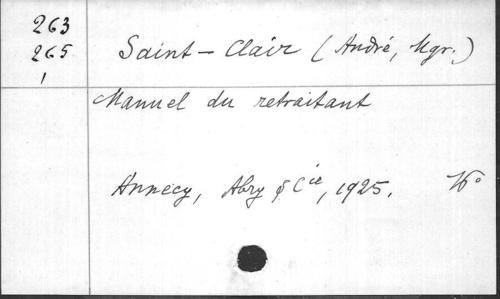 263
265
1
Saint-Clair (André, Mgr.)
Manuel du retraitant
Annecy, Abry & Cie, 1925.